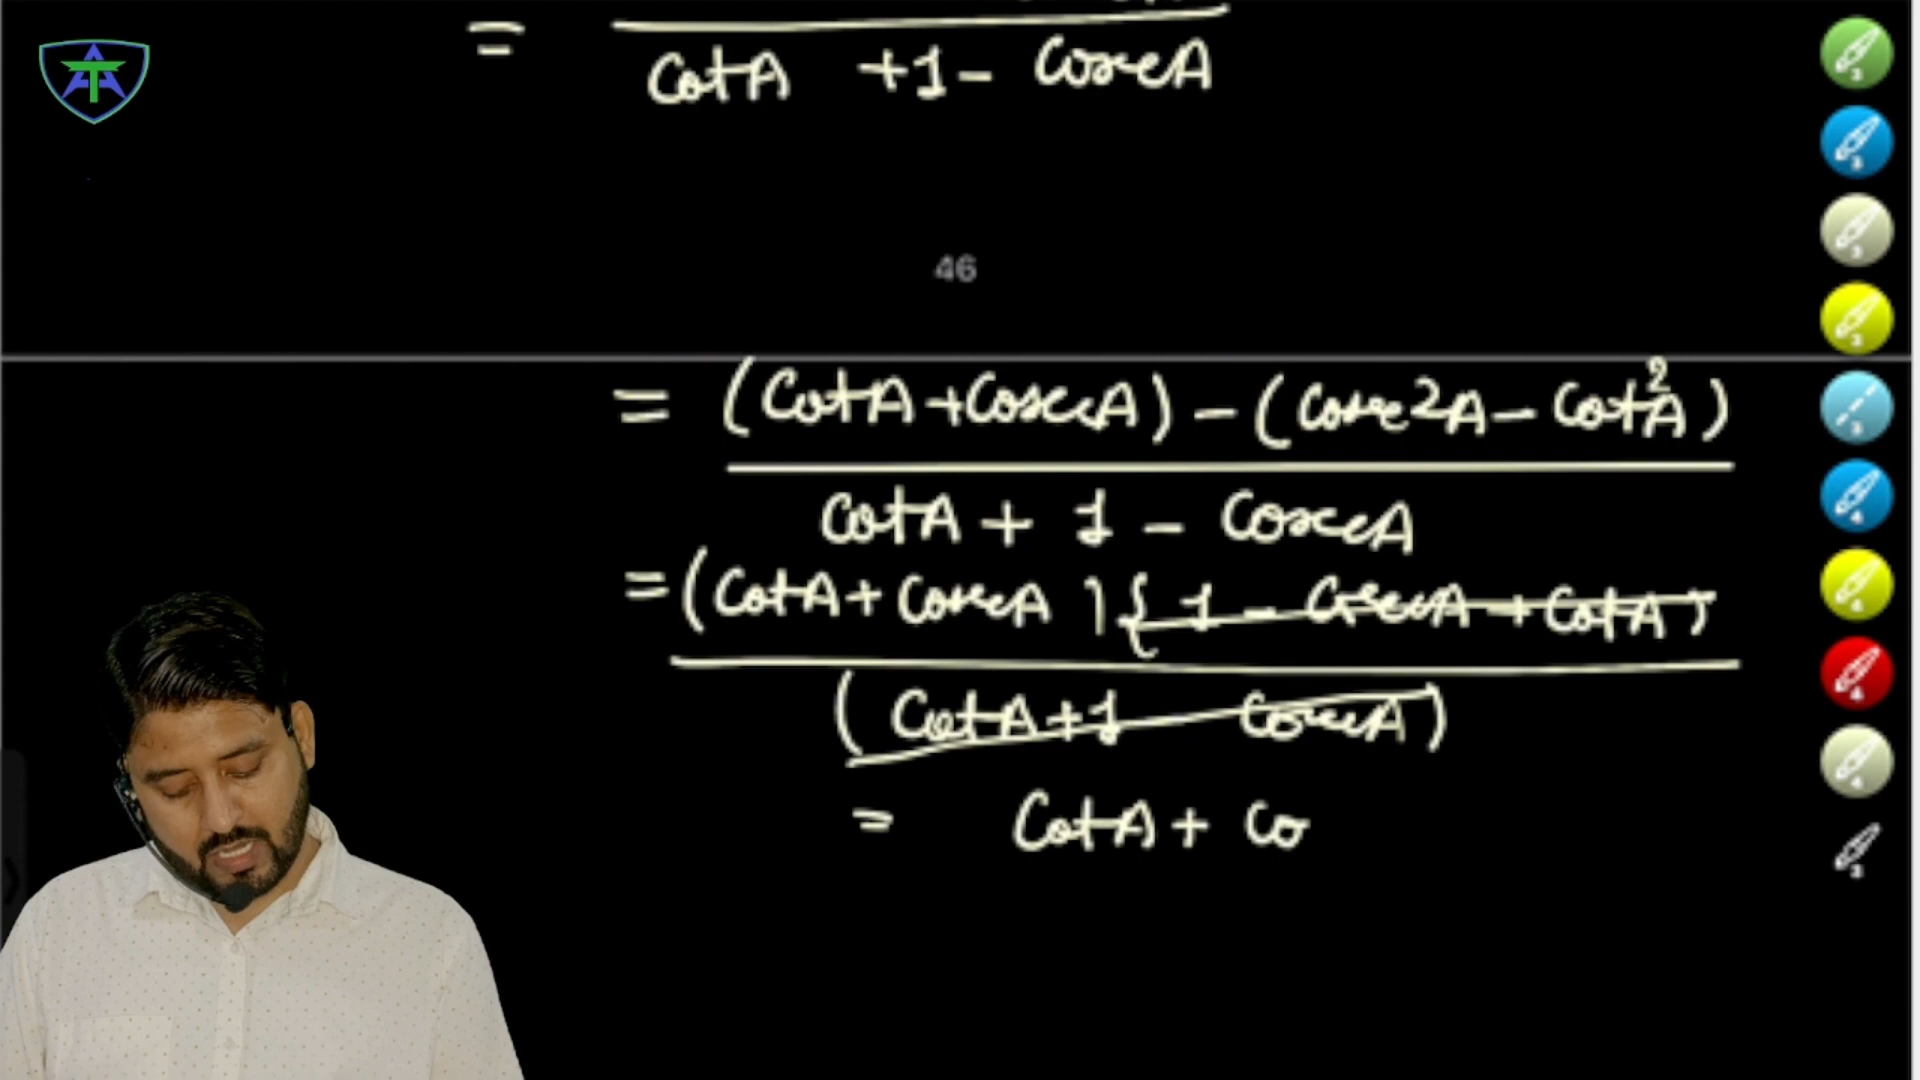 =
CotA +1- CosecA
46
= (CotA+CosecA) - (Cosec2A - Cot²A)
CotA + 1 - CosecA
= (CotA + CosecA ) { 1 - CosecA + CotA )
( CotA+1 CosecA )
= CotA + Co